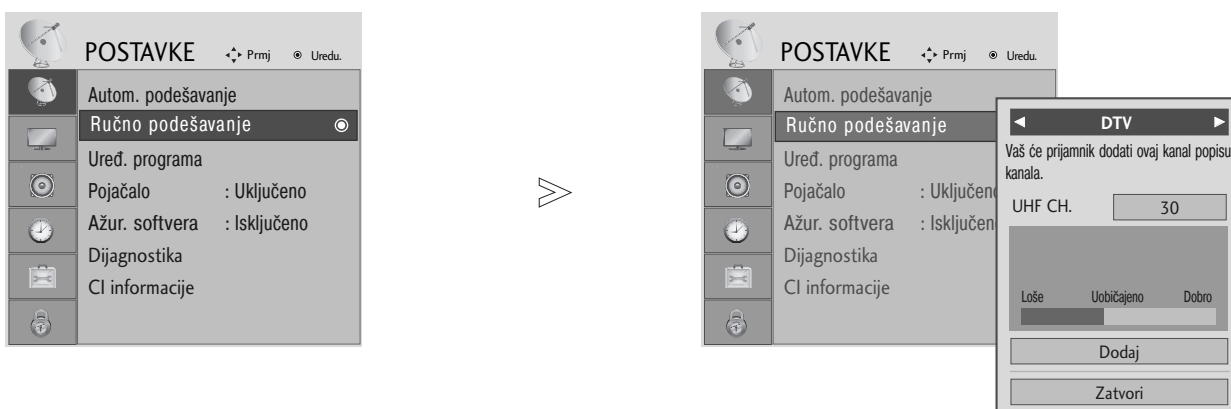 POSTAVKE Prmj Uredu.
Autom. podešavanje
Ručno podešavanje
Uređ. programa
Pojačalo : Uključeno
Ažur. softvera : Isključeno
Dijagnostika
CI informacije
POSTAVKE Prmj Uredu.
Autom. podešavanje
Ručno podešavanje
Uređ. programa
Pojačalo : Uključeno
Ažur. softvera : Isključen
Dijagnostika
CI informacije
DTV
Vaš će prijamnik dodati ovaj kanal popisu
kanala.
UHF CH. 30
Loše Uobičajeno Dobro
Dodaj
Zatvori